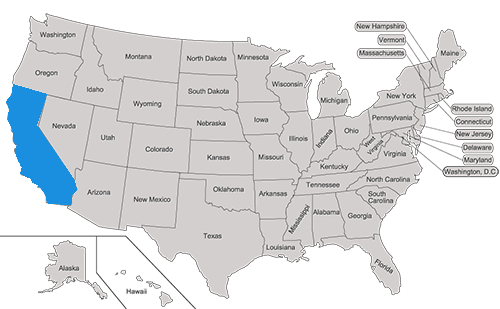 New Hampshire
Vermont
Massachusetts
Washington
Montana
North Dakota
Minnesota
Maine
Oregon
Idaho
Wyoming
South Dakota
Wisconsin
Michigan
New York
Rhode Island
Connecticut
New Jersey
Delaware
Maryland
Washington, D.C
Nevada
Utah
Colorado
Nebraska
Iowa
Illinois
Indiana
Ohio
Pennsylvania
West
Virginia
Virginia
Kansas
Missouri
Kentucky
Arizona
New Mexico
Oklahoma
Arkansas
Tennessee
North Carolina
South
Carolina
Texas
Louisiana
Mississippi
Alabama
Georgia
Florida
Alaska
Hawaii